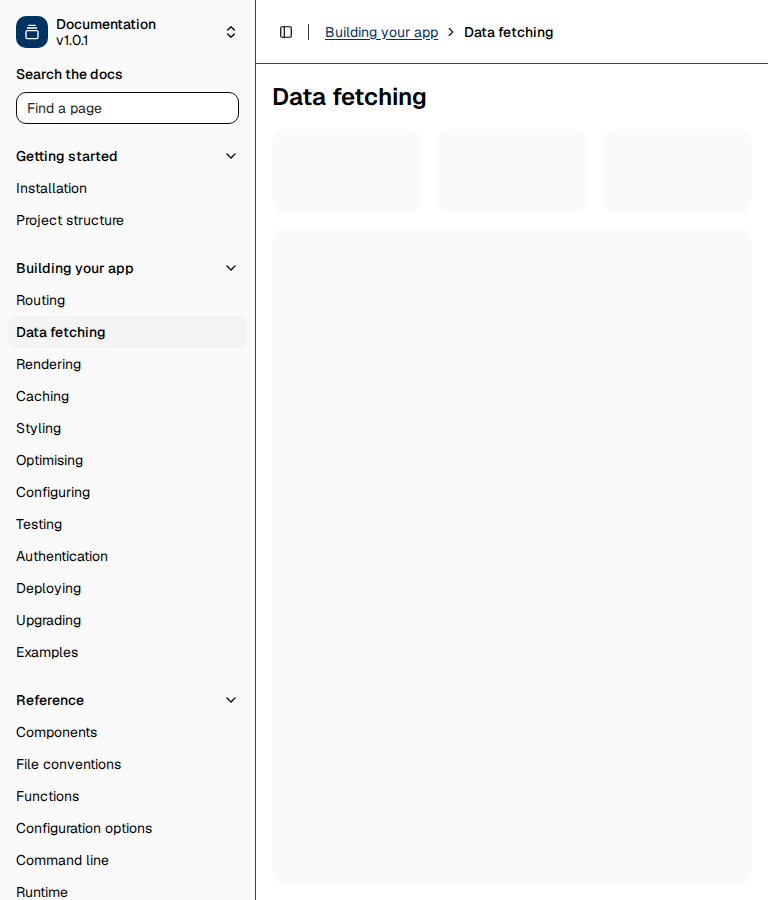 Documentation
v1.0.1
Search the docs
Find a page
Getting started
Installation
Project structure
Building your app
Routing
Data fetching
Rendering
Caching
Styling
Optimising
Configuring
Testing
Authentication
Deploying
Upgrading
Examples
Reference
Components
File conventions
Functions
Configuration options
Command line
Runtime
Building your app > Data fetching
Data fetching